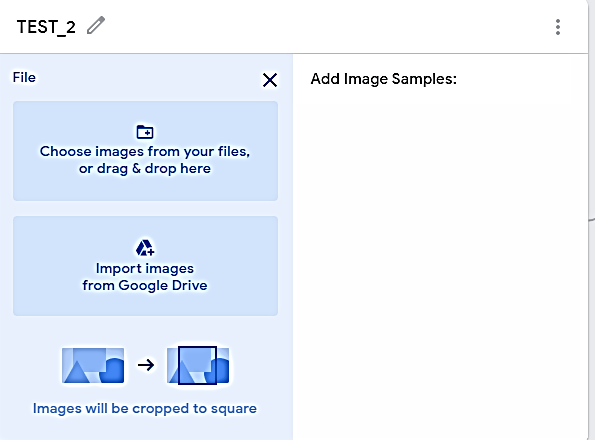 TEST_2
File
Add Image Samples:
Choose images from your files,
or drag & drop here
Import images
from Google Drive
Images will be cropped to square